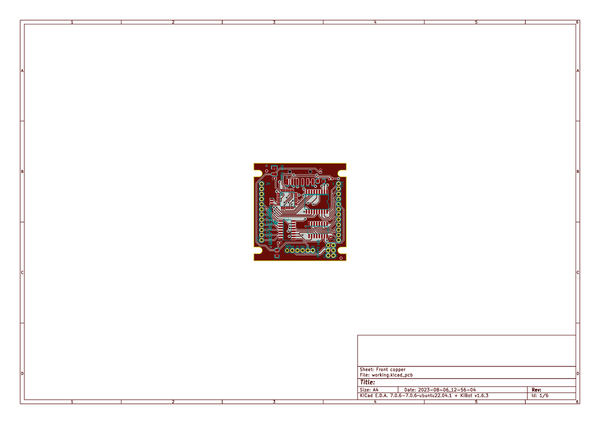 1 2 3 4 5 6
A A
B B
C C
D D
Sheet: Front copper
File: working.kicad_pcb
Title:
Size: A4 Date: 2023-08-06_12-56-04 Rev:
KiCad E.D.A. 7.0.6-7.0.6~ubuntu22.04.1 + KiBot v1.6.3 Id: 1/6
1 2 3 4 5 6